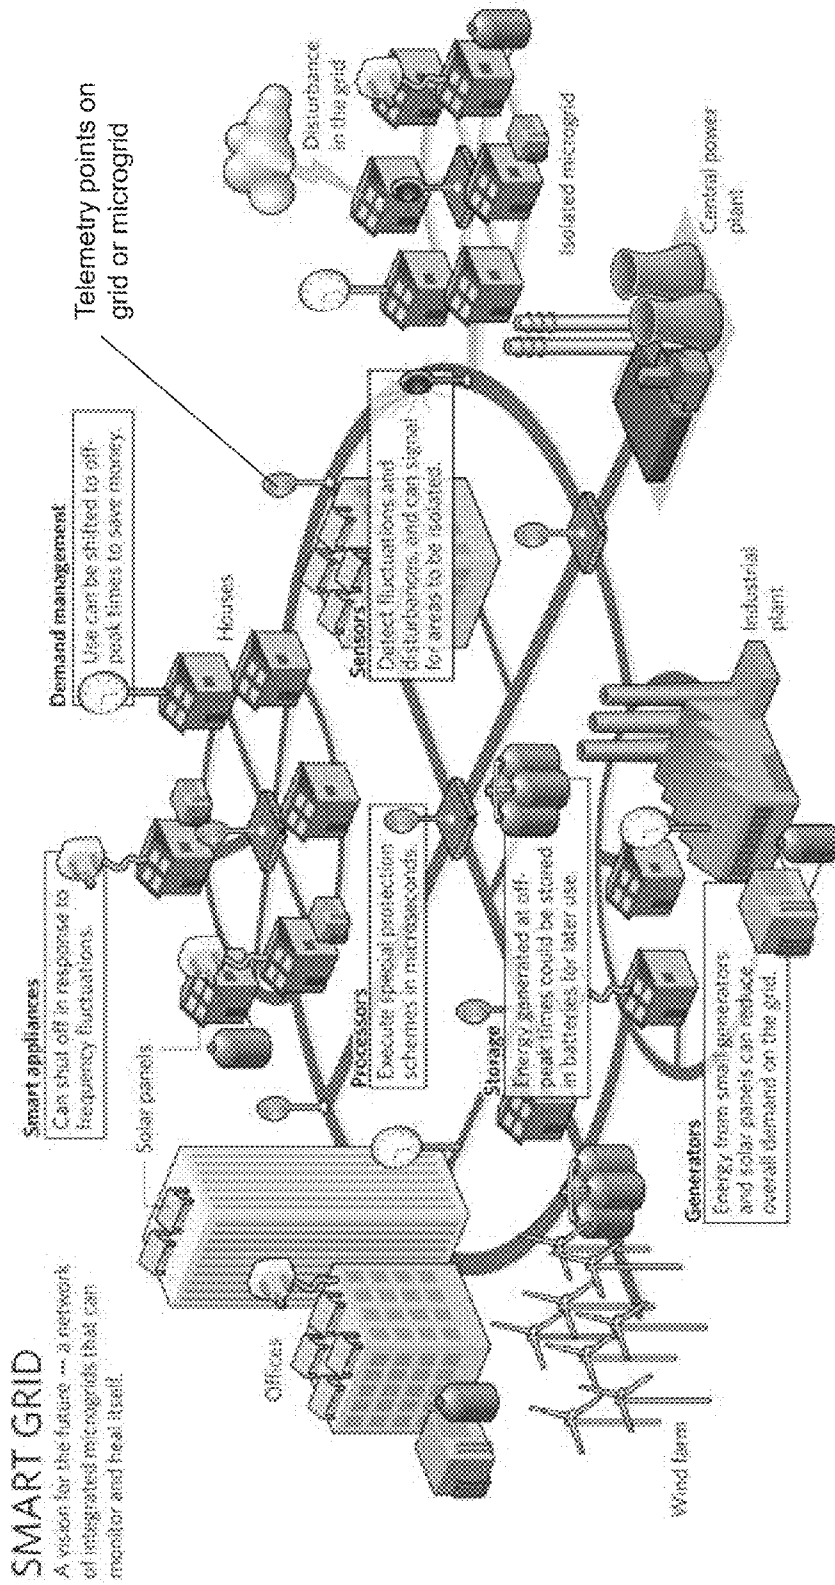 SMART GRID
A vision for the future — a network
of integrated microgrids that can
monitor and heal itself.
Smart appliances
Can shut off in response to
frequency fluctuations.
Demand management
Use can be shifted to off-
peak times to save money.
Telemetry points on
grid or microgrid
Solar panels
Houses
Offices
Processors
Execute special protection
schemes in microseconds.
Sensors
Detect fluctuations and
disturbances, and can signal
for areas to be isolated.
Disturbance
in the grid
Storage
Energy generated at off-
peak times could be stored
in batteries for later use.
Isolated microgrid
Wind farm
Generators
Energy from small generators
and solar panels can reduce
overall demand on the grid.
Industrial
plant
Central power
plant